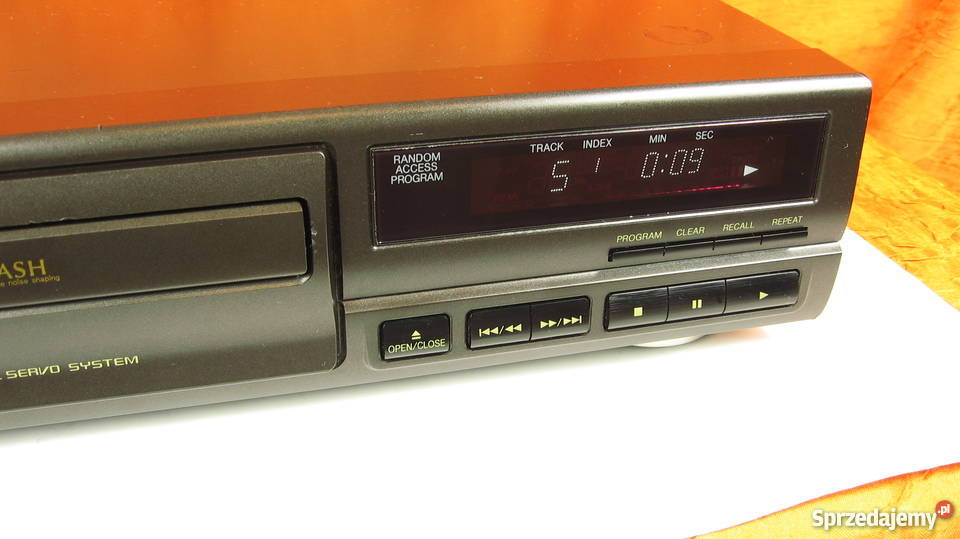 RANDOM
ACCESS
PROGRAM
TRACK INDEX MIN SEC
5 1 0:09
PROGRAM CLEAR RECALL REPEAT
ASH
e noise shaping
OPEN/CLOSE
SERVO SYSTEM
Sprzedajemy.pl